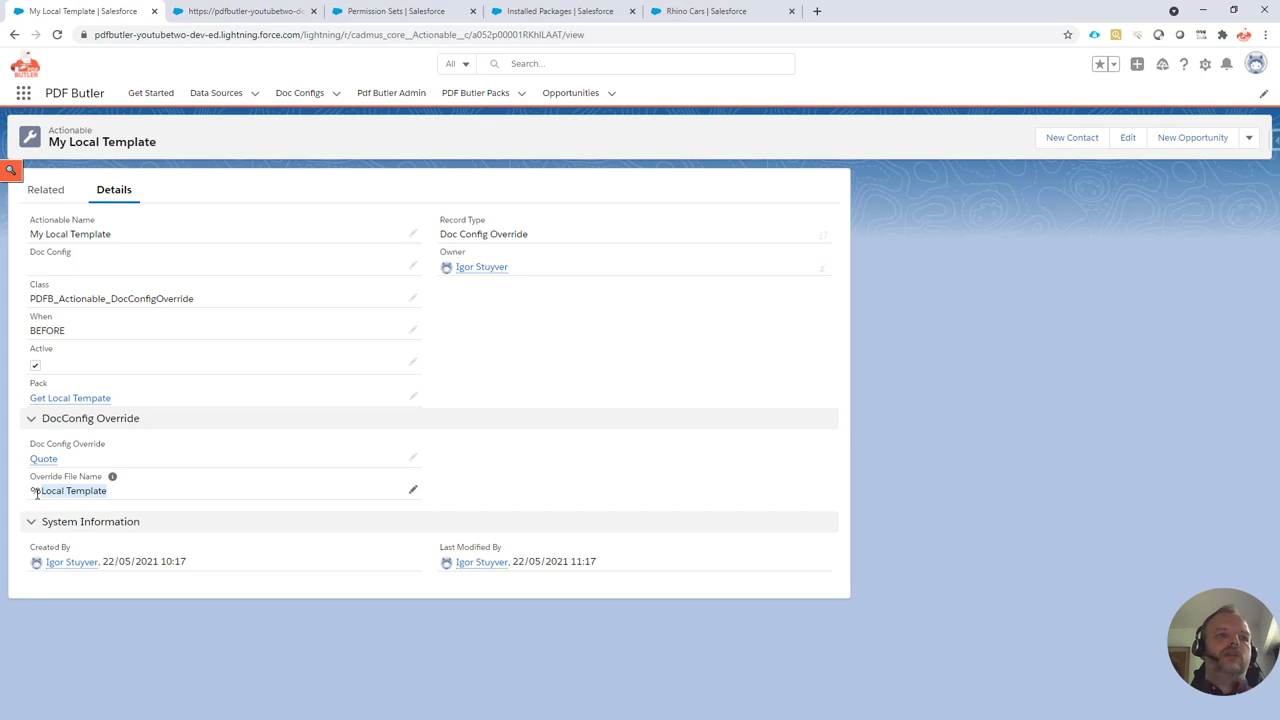 My Local Template | Salesforce
https://pdfbutler-youtubetwo-de
Permission Sets | Salesforce
Installed Packages | Salesforce
Rhino Cars | Salesforce
pdfbutler-youtubetwo-dev-ed.lightning.force.com/lightning/r/cadmus_core__Actionable__c/a052p00001RKhILAAT/view
BUTLER
All
Search...
PDF Butler
Get Started
Data Sources
Doc Configs
Pdf Butler Admin
PDF Butler Packs
Opportunities
Actionable
My Local Template
New Contact
Edit
New Opportunity
Related
Details
Actionable Name
My Local Template
Record Type
Doc Config Override
Doc Config
Owner
Igor Stuyver
Class
PDFB_Actionable_DocConfigOverride
When
BEFORE
Active
Pack
Get Local Tempate
DocConfig Override
Doc Config Override
Quote
Override File Name
Local Template
System Information
Created By
Igor Stuyver, 22/05/2021 10:17
Last Modified By
Igor Stuyver, 22/05/2021 11:17